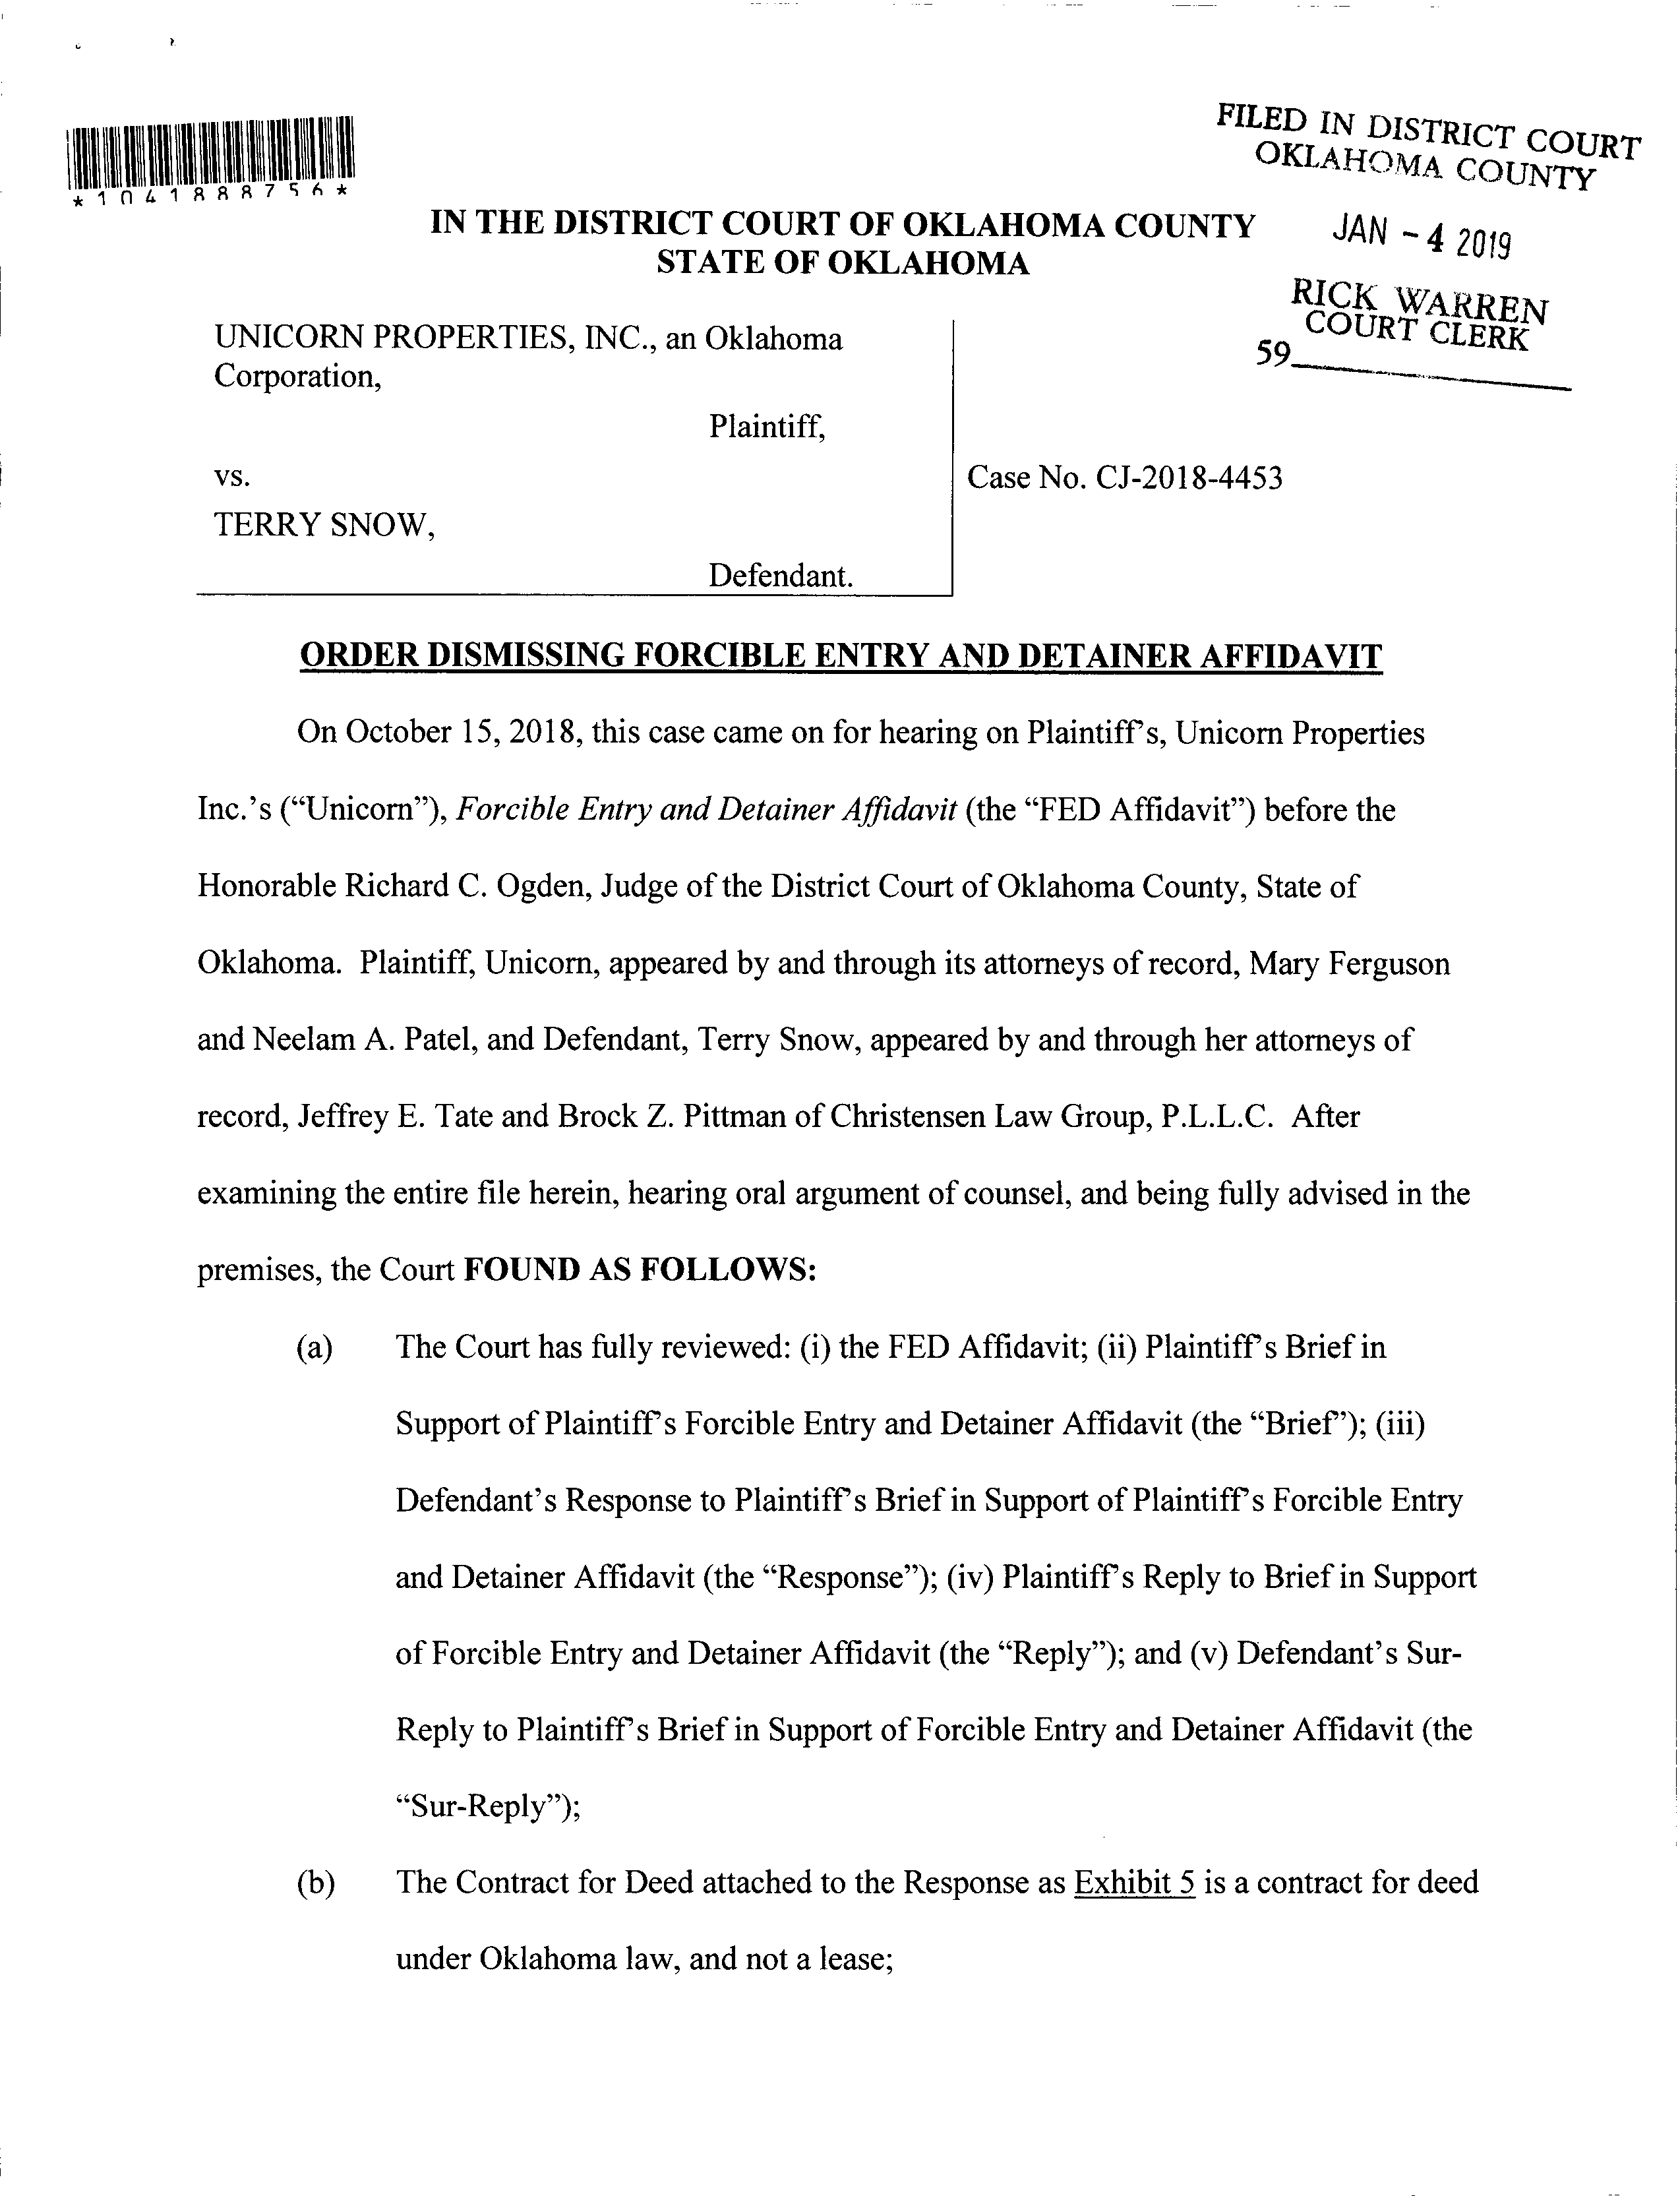 FILED IN DISTRICT COURT
OKLAHOMA COUNTY
*1041888756*
IN THE DISTRICT COURT OF OKLAHOMA COUNTY
STATE OF OKLAHOMA
JAN - 4 2019
RICK WARREN
COURT CLERK
59
UNICORN PROPERTIES, INC., an Oklahoma
Corporation,
Plaintiff,
vs.
Case No. CJ-2018-4453
TERRY SNOW,
Defendant.
ORDER DISMISSING FORCIBLE ENTRY AND DETAINER AFFIDAVIT
On October 15, 2018, this case came on for hearing on Plaintiff's, Unicorn Properties
Inc.'s (“Unicorn”), Forcible Entry and Detainer Affidavit (the “FED Affidavit”) before the
Honorable Richard C. Ogden, Judge of the District Court of Oklahoma County, State of
Oklahoma. Plaintiff, Unicorn, appeared by and through its attorneys of record, Mary Ferguson
and Neelam A. Patel, and Defendant, Terry Snow, appeared by and through her attorneys of
record, Jeffrey E. Tate and Brock Z. Pittman of Christensen Law Group, P.L.L.C. After
examining the entire file herein, hearing oral argument of counsel, and being fully advised in the
premises, the Court FOUND AS FOLLOWS:
(a) The Court has fully reviewed: (i) the FED Affidavit; (ii) Plaintiff's Brief in
Support of Plaintiff's Forcible Entry and Detainer Affidavit (the “Brief”); (iii)
Defendant's Response to Plaintiff's Brief in Support of Plaintiff's Forcible Entry
and Detainer Affidavit (the “Response”); (iv) Plaintiff's Reply to Brief in Support
of Forcible Entry and Detainer Affidavit (the “Reply”); and (v) Defendant's Sur-
Reply to Plaintiff's Brief in Support of Forcible Entry and Detainer Affidavit (the
“Sur-Reply”);
(b) The Contract for Deed attached to the Response as Exhibit 5 is a contract for deed
under Oklahoma law, and not a lease;